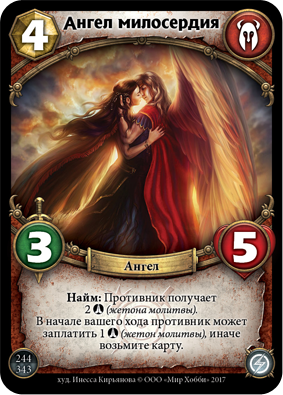 4 Ангел милосердия
3 5
Ангел
Найм: Противник получает
2 (жетона молитвы).
В начале вашего хода противник может
заплатить 1 (жетон молитвы), иначе
возьмите карту.
244
343
худ. Инесса Кирьянова © ООО «Мир Хобби» 2017